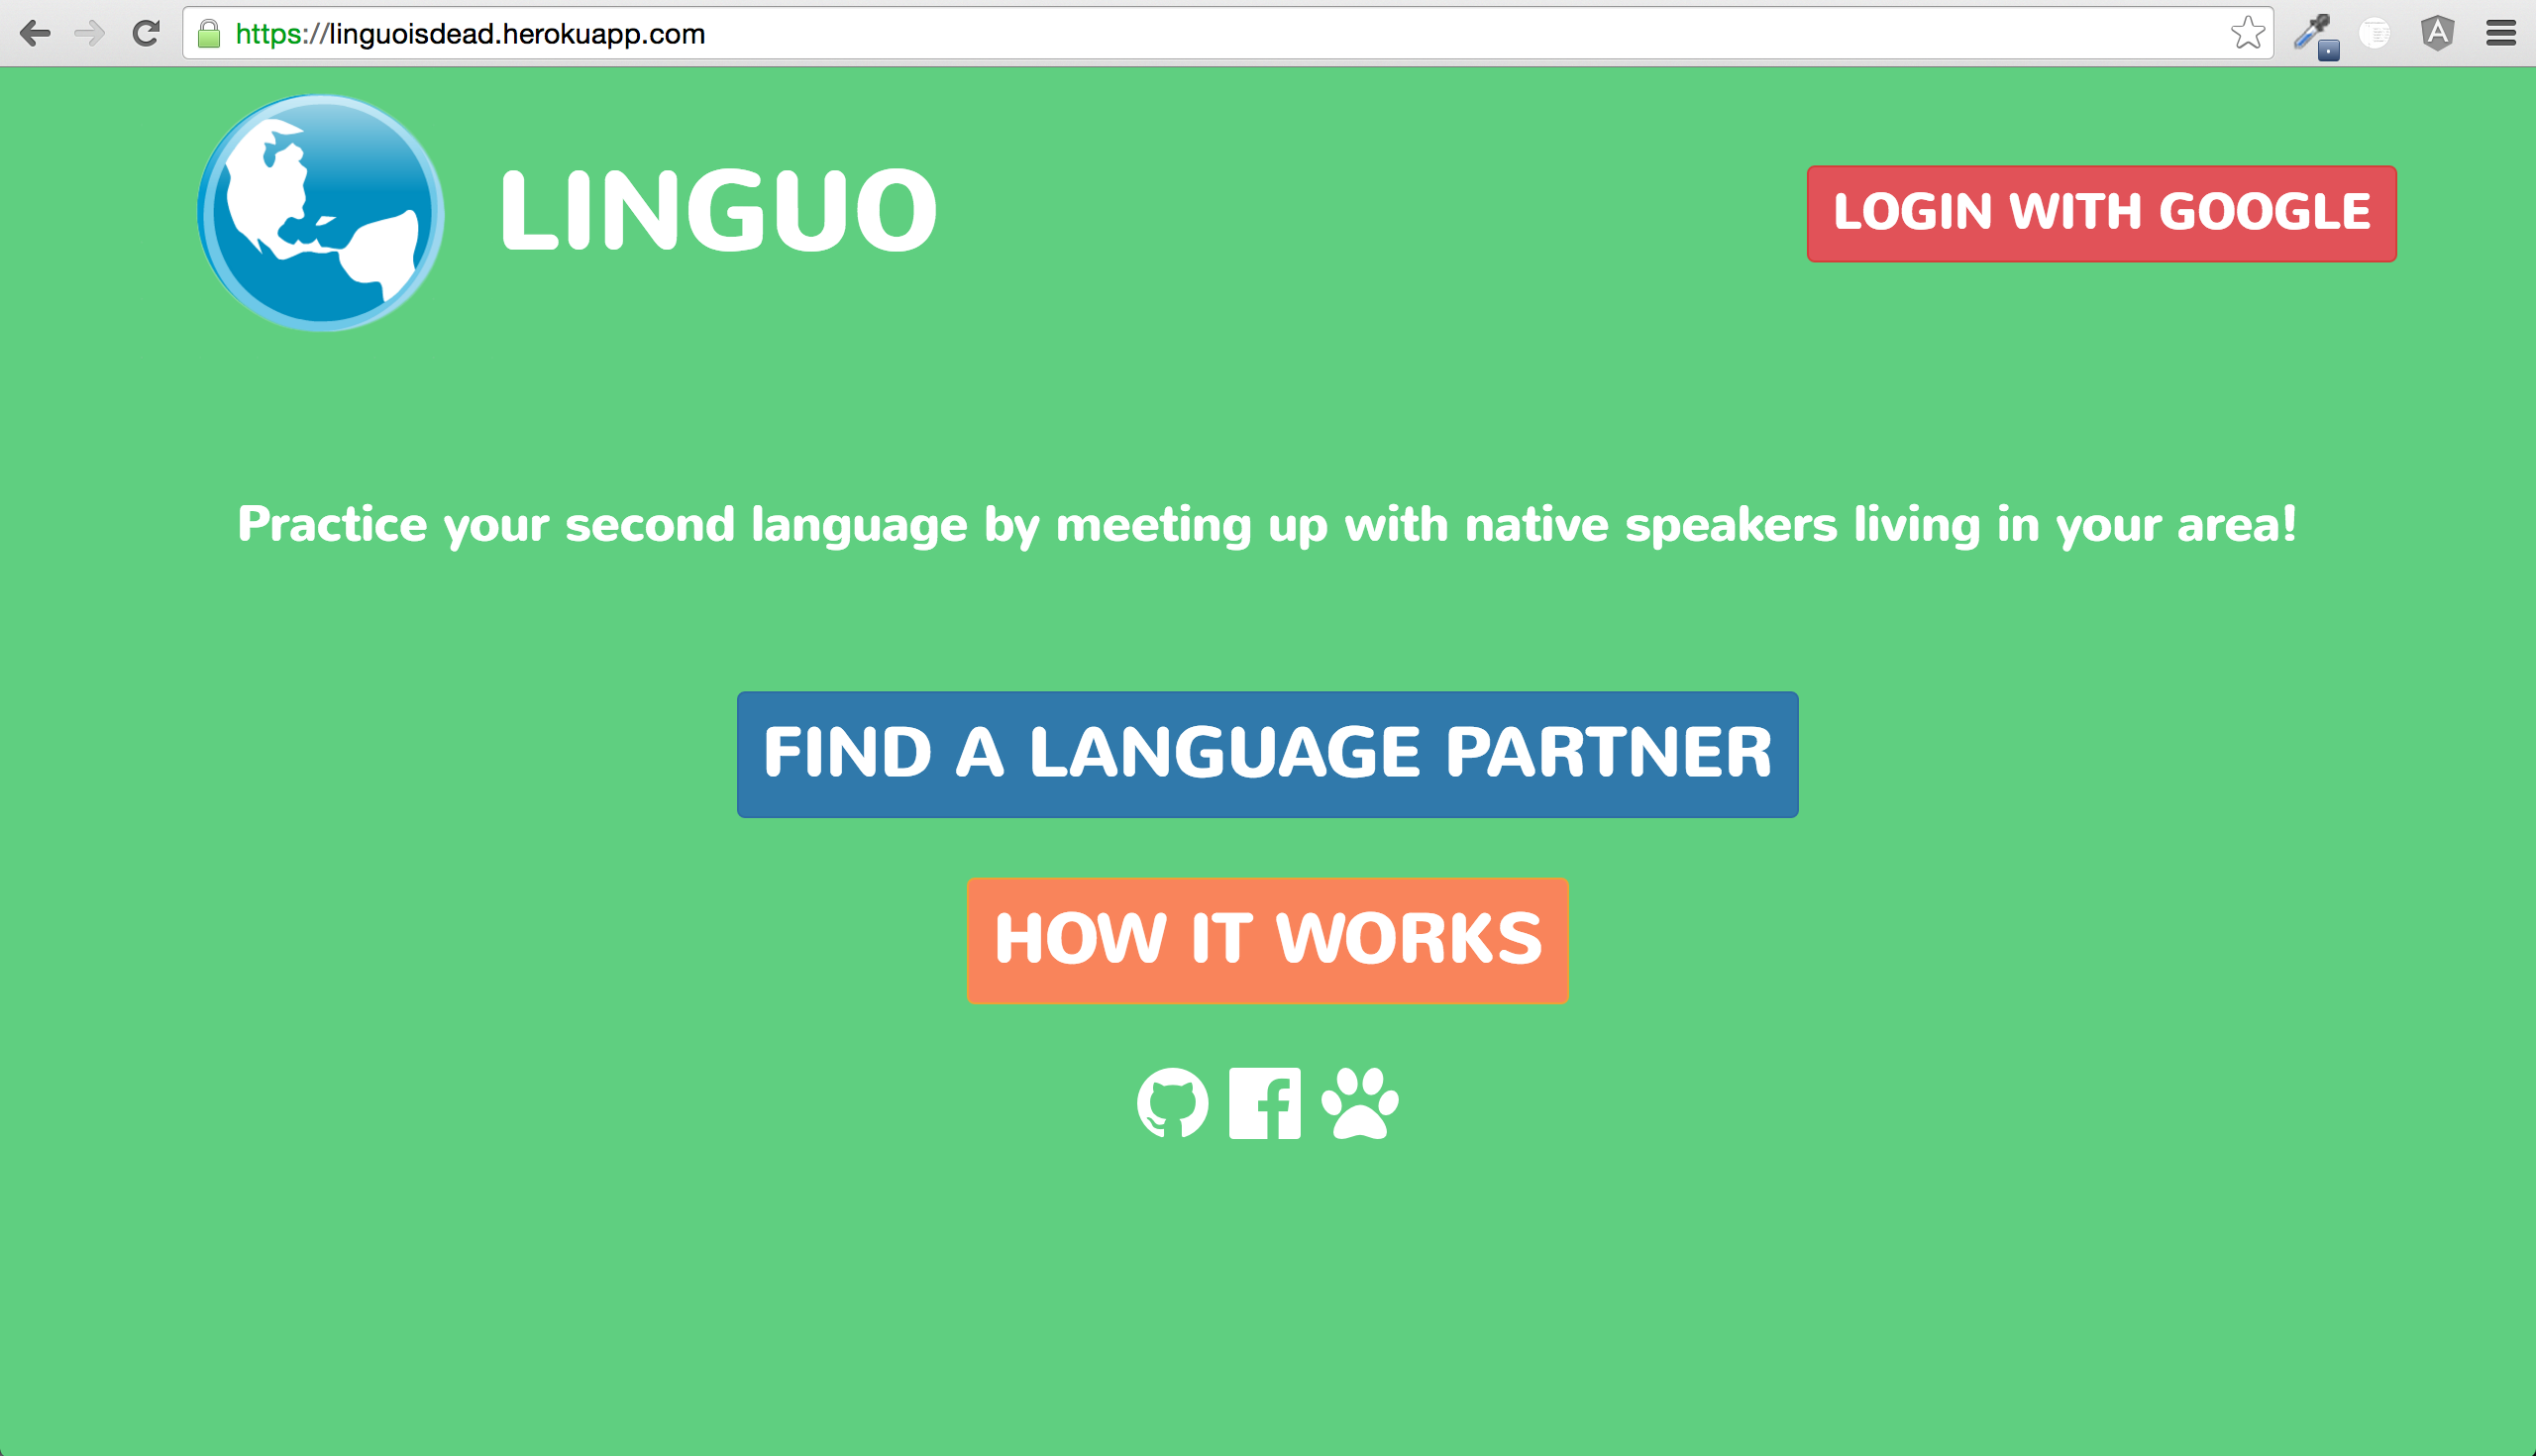 https://linguoisdead.herokuapp.com
LINGUO
LOGIN WITH GOOGLE
Practice your second language by meeting up with native speakers living in your area!
FIND A LANGUAGE PARTNER
HOW IT WORKS